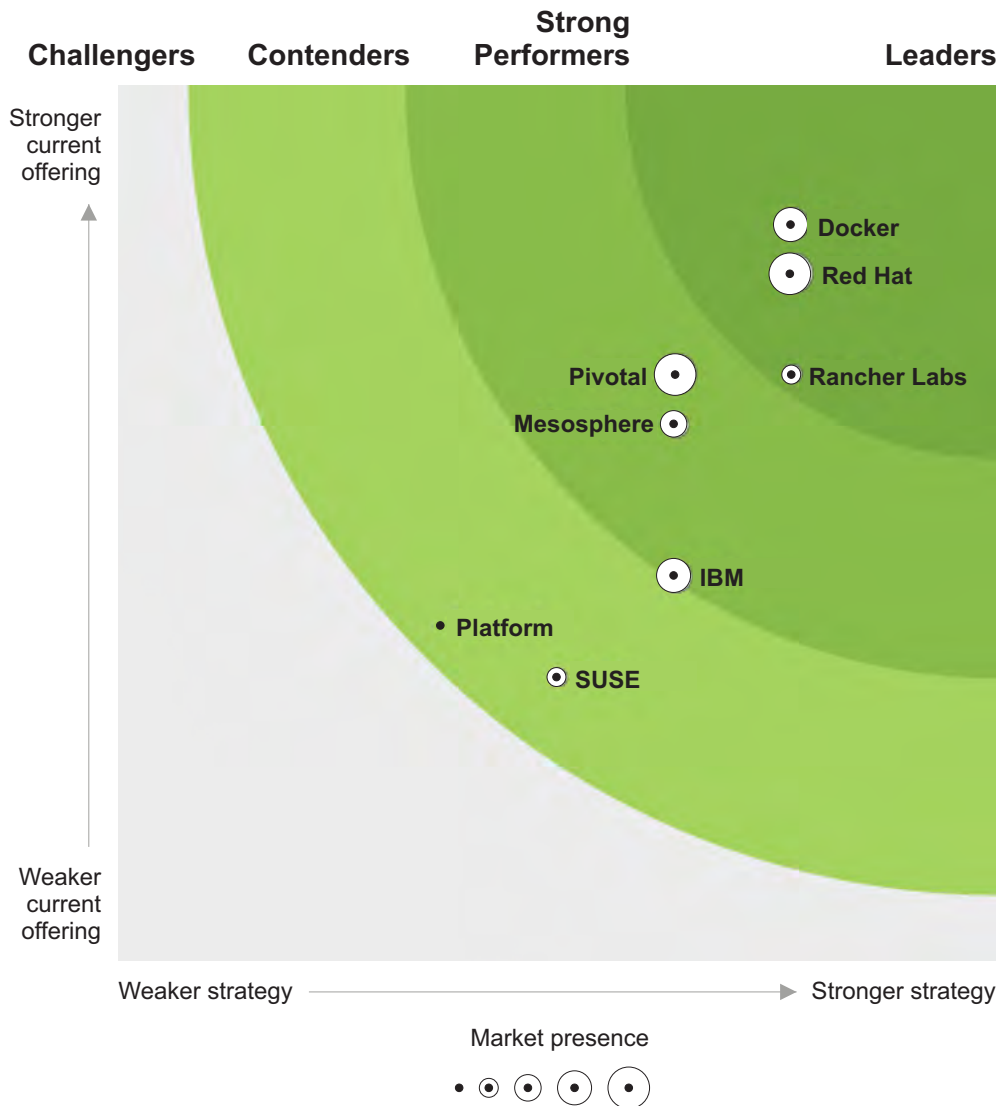 Challengers
Contenders
Strong
Performers
Leaders
Stronger
current
offering
Docker
Red Hat
Pivotal
Rancher Labs
Mesosphere
IBM
Platform
SUSE
Weaker
current
offering
Weaker strategy
Stronger strategy
Market presence